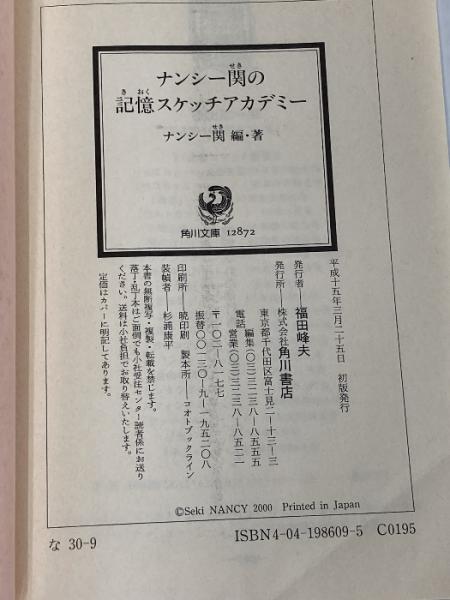 ナンシー関の
記憶スケッチアカデミー
ナンシー関 編・著
角川文庫 12872
平成十五年三月二十五日 初版発行
発行者――福田峰夫
発行所――株式会社角川書店
東京都千代田区富士見二―十三―三
電話 編集(〇三)三二三八―八五五五
営業(〇三)三二三八―八五二一
〒一〇二―八一七七
振替〇〇一三〇―九―一九五二〇八
印刷所――暁印刷 製本所――コオトブックライン
装幀者――杉浦康平
本書の無断複写・複製・転載を禁じます。
落丁・乱丁本はご面倒でも小社受注センター読者係にお送り
ください。送料は小社負担でお取り替えいたします。
定価はカバーに明記してあります。
©Seki NANCY 2000 Printed in Japan
な 30-9
ISBN4-04-198609-5 C0195